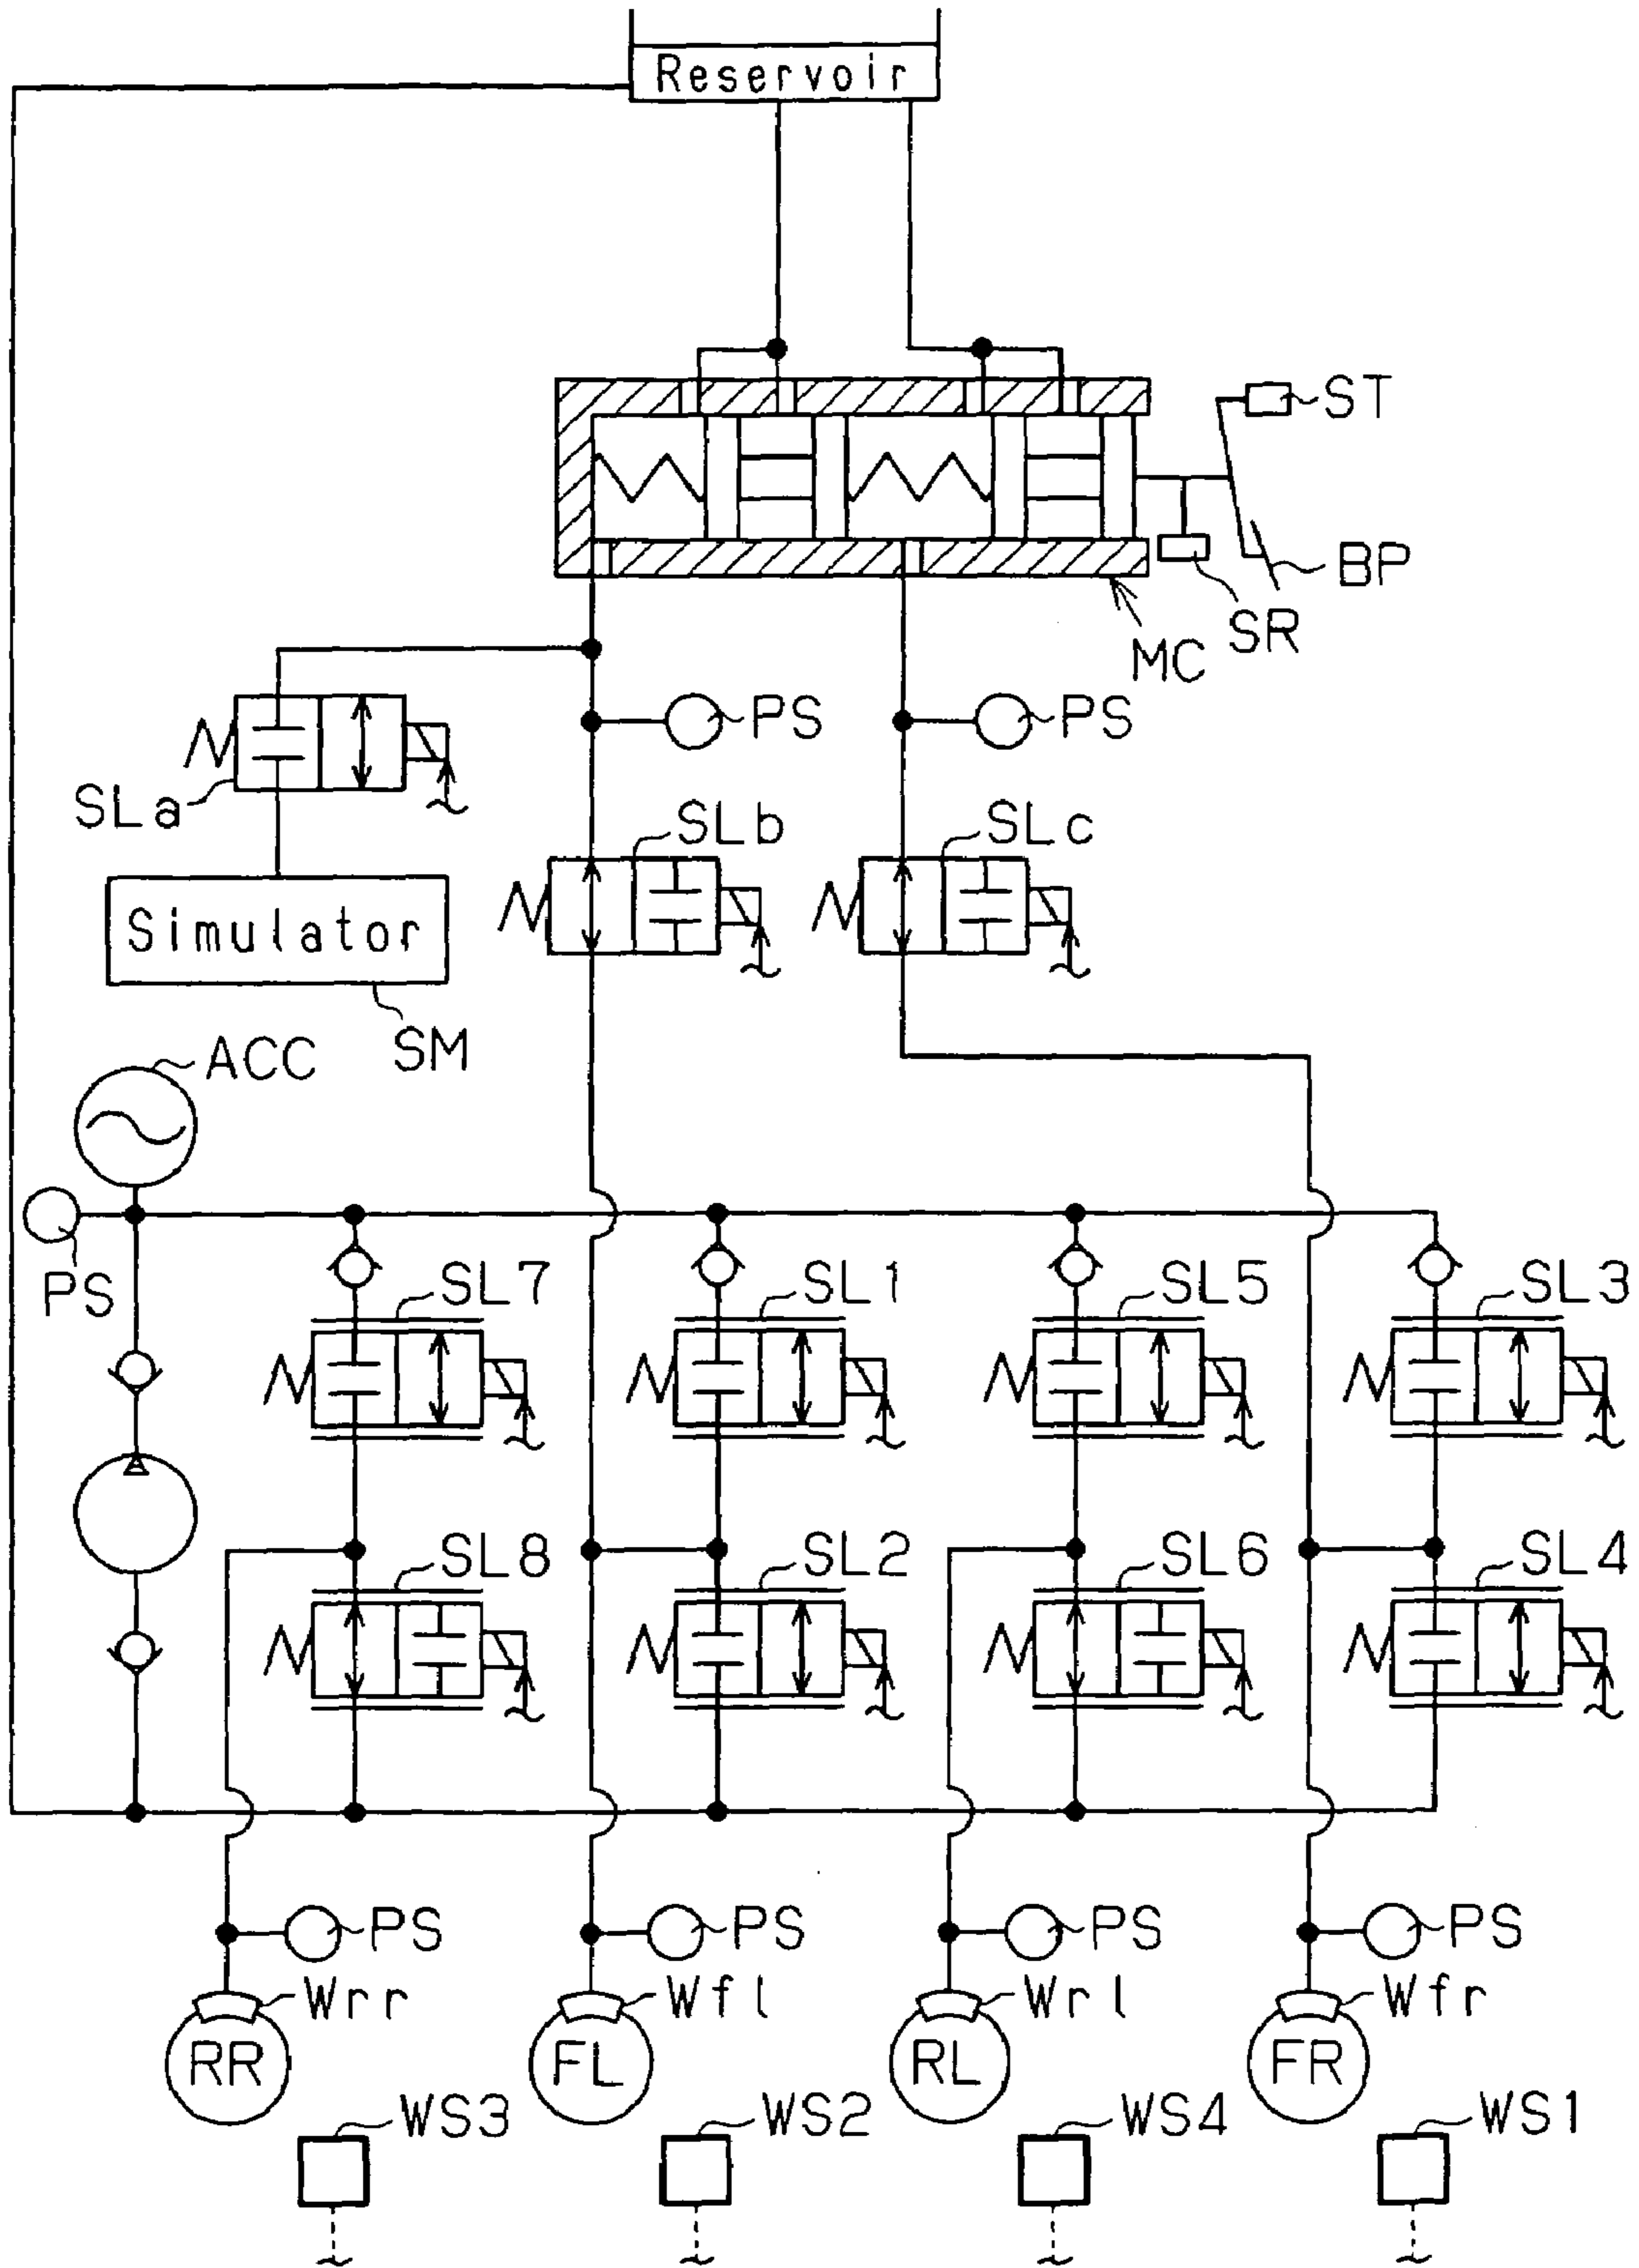 Reservoir
ST
BP
SR
MC
PS PS
SLa
SLb SLc
Simulator
SM
ACC
PS
SL7 SL1 SL5 SL3
SL8 SL2 SL6 SL4
PS PS PS PS
Wrr Wfl Wrl Wfr
RR FL RL FR
WS3 WS2 WS4 WS1